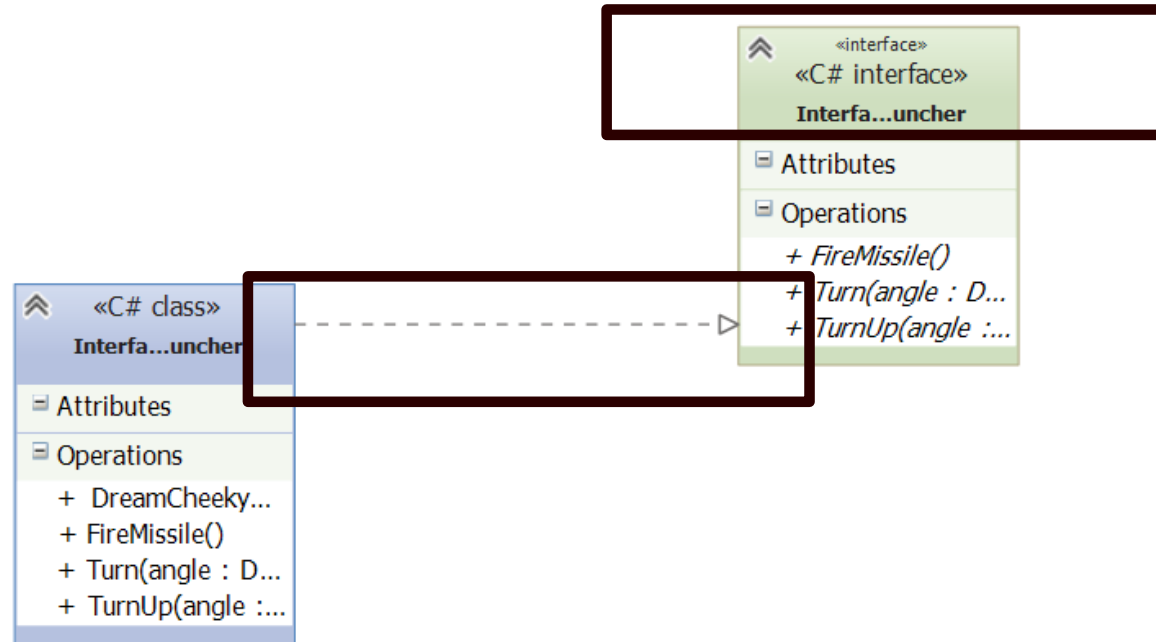 «interface»
«C# interface»
Interfa...uncher
Attributes
Operations
+ FireMissile()
+ Turn(angle : D...
+ TurnUp(angle :...
«C# class»
Interfa...uncher
Attributes
Operations
+ DreamCheeky...
+ FireMissile()
+ Turn(angle : D...
+ TurnUp(angle :...